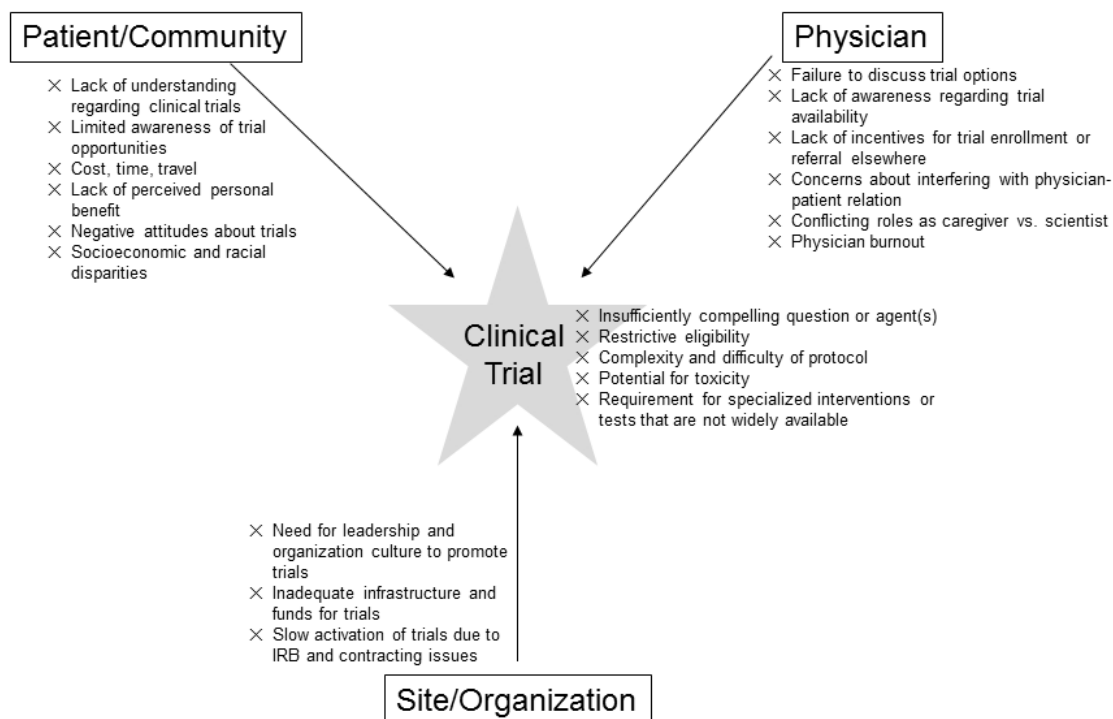 Patient/Community
× Lack of understanding
regarding clinical trials
× Limited awareness of trial
opportunities
× Cost, time, travel
× Lack of perceived personal
benefit
× Negative attitudes about trials
× Socioeconomic and racial
disparities
Physician
× Failure to discuss trial options
× Lack of awareness regarding trial
availability
× Lack of incentives for trial enrollment or
referral elsewhere
× Concerns about interfering with physician-
patient relation
× Conflicting roles as caregiver vs. scientist
× Physician burnout
Clinical
Trial
× Insufficiently compelling question or agent(s)
× Restrictive eligibility
× Complexity and difficulty of protocol
× Potential for toxicity
× Requirement for specialized interventions or
tests that are not widely available
× Need for leadership and
organization culture to promote
trials
× Inadequate infrastructure and
funds for trials
× Slow activation of trials due to
IRB and contracting issues
Site/Organization